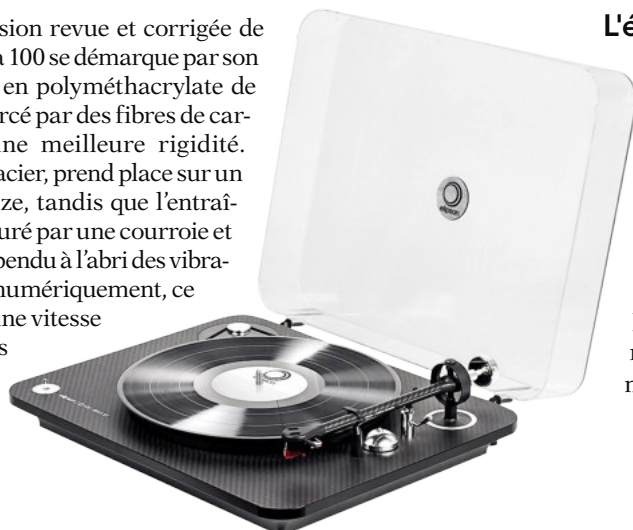 sion revue et corrigée de
a 100 se démarque par son
en polyméthacrylate de
rcé par des fibres de car-
ne meilleure rigidité.
acier, prend place sur un
ze, tandis que l'entraî-
uré par une courroie et
pendu à l'abri des vibra-
numériquement, ce
ne vitesse
s
L'é
elipson